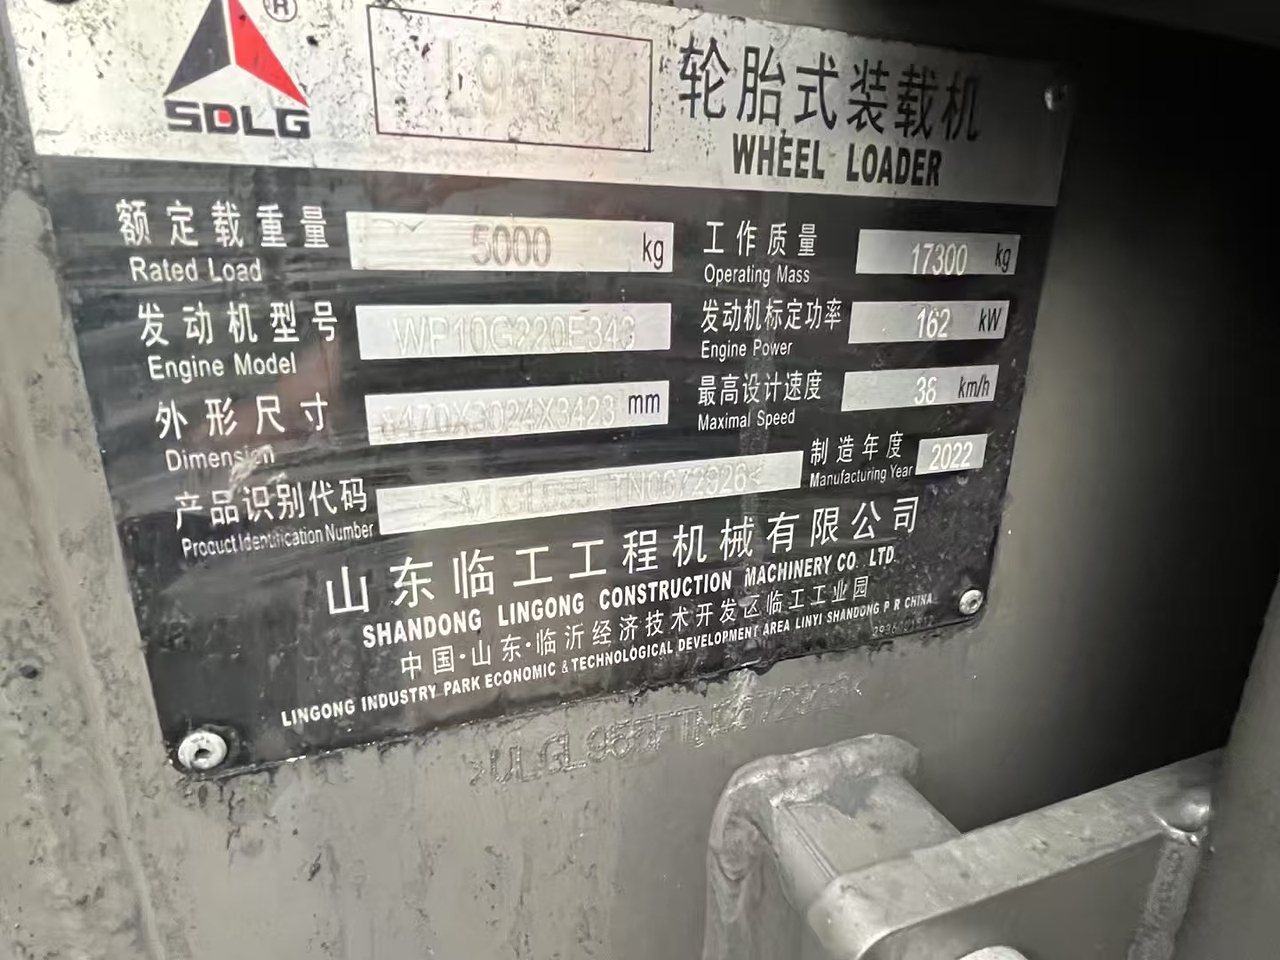 ®
SDLG
轮胎式装载机
WHEEL LOADER
额定载重量 5000 kg 工作质量 17300 kg
Rated Load Operating Mass
发动机型号 WP10G220E343 发动机标定功率 162 kW
Engine Model Engine Power
外形尺寸 mm 最高设计速度 36 km/h
Dimension Maximal Speed
产品识别代码 制造年度 2022
Product Identification Number Manufacturing Year
山东临工工程机械有限公司
SHANDONG LINGONG CONSTRUCTION MACHINERY CO. LTD.
中国·山东·临沂经济技术开发区临工工业园
LINGONG INDUSTRY PARK ECONOMIC & TECHNOLOGICAL DEVELOPMENT AREA LINYI SHANDONG P R CHINA